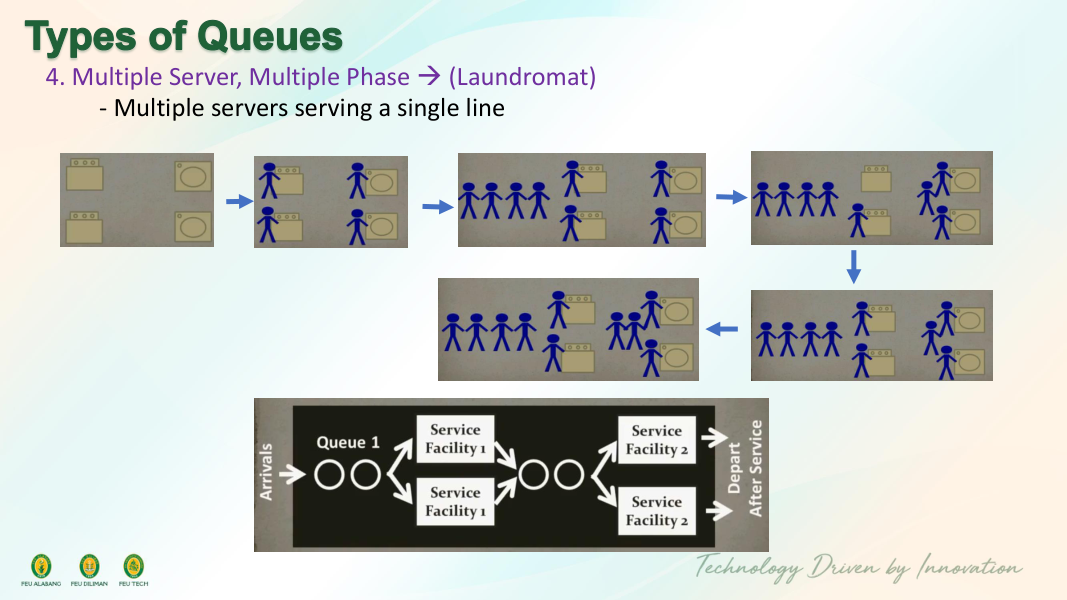 Types of Queues
4. Multiple Server, Multiple Phase → (Laundromat)
- Multiple servers serving a single line
Arrivals
Queue 1
Service
Facility 1
Service
Facility 1
Service
Facility 2
Service
Facility 2
Depart
After Service
FEU ALABANG
FEU DILIMAN
FEU TECH
Technology Driven by Innovation